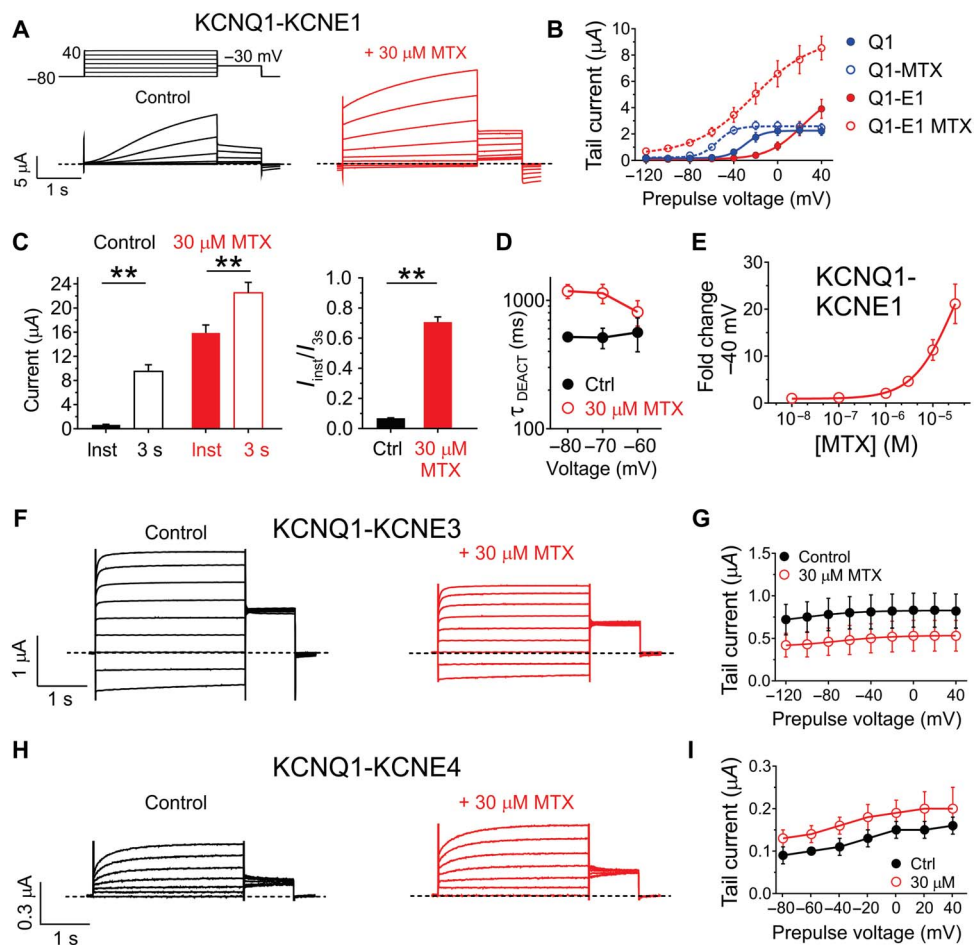 A
KCNQ1-KCNE1
40
−80
−30 mV
Control
5 µA
1 s
+ 30 µM MTX
B
Tail current (µA)
10
8
6
4
2
0
−120
−80
−40
0
40
Prepulse voltage (mV)
Q1
Q1-MTX
Q1-E1
Q1-E1 MTX
C
Control
30 µM MTX
**
**
Current (µA)
24
20
16
12
8
4
0
Inst
3 s
Inst
3 s
**
Iinst/I3s
1.0
0.8
0.6
0.4
0.2
0.0
Ctrl
30 µM
MTX
D
τ DEACT (ms)
1000
100
Ctrl
30 µM MTX
−80
−70
−60
Voltage (mV)
E
KCNQ1-
KCNE1
Fold change
−40 mV
30
20
10
0
10−8
10−7
10−6
10−5
[MTX] (M)
F
KCNQ1-KCNE3
Control
+ 30 µM MTX
1 µA
1 s
G
Tail current (µA)
1.5
1.0
0.5
0.0
Control
30 µM MTX
−120
−80
−40
0
40
Prepulse voltage (mV)
H
KCNQ1-KCNE4
Control
+ 30 µM MTX
0.3 µA
1 s
I
Tail current (µA)
0.3
0.2
0.1
0.0
Ctrl
30 µM
−80
−60
−40
−20
0
20
40
Prepulse voltage (mV)